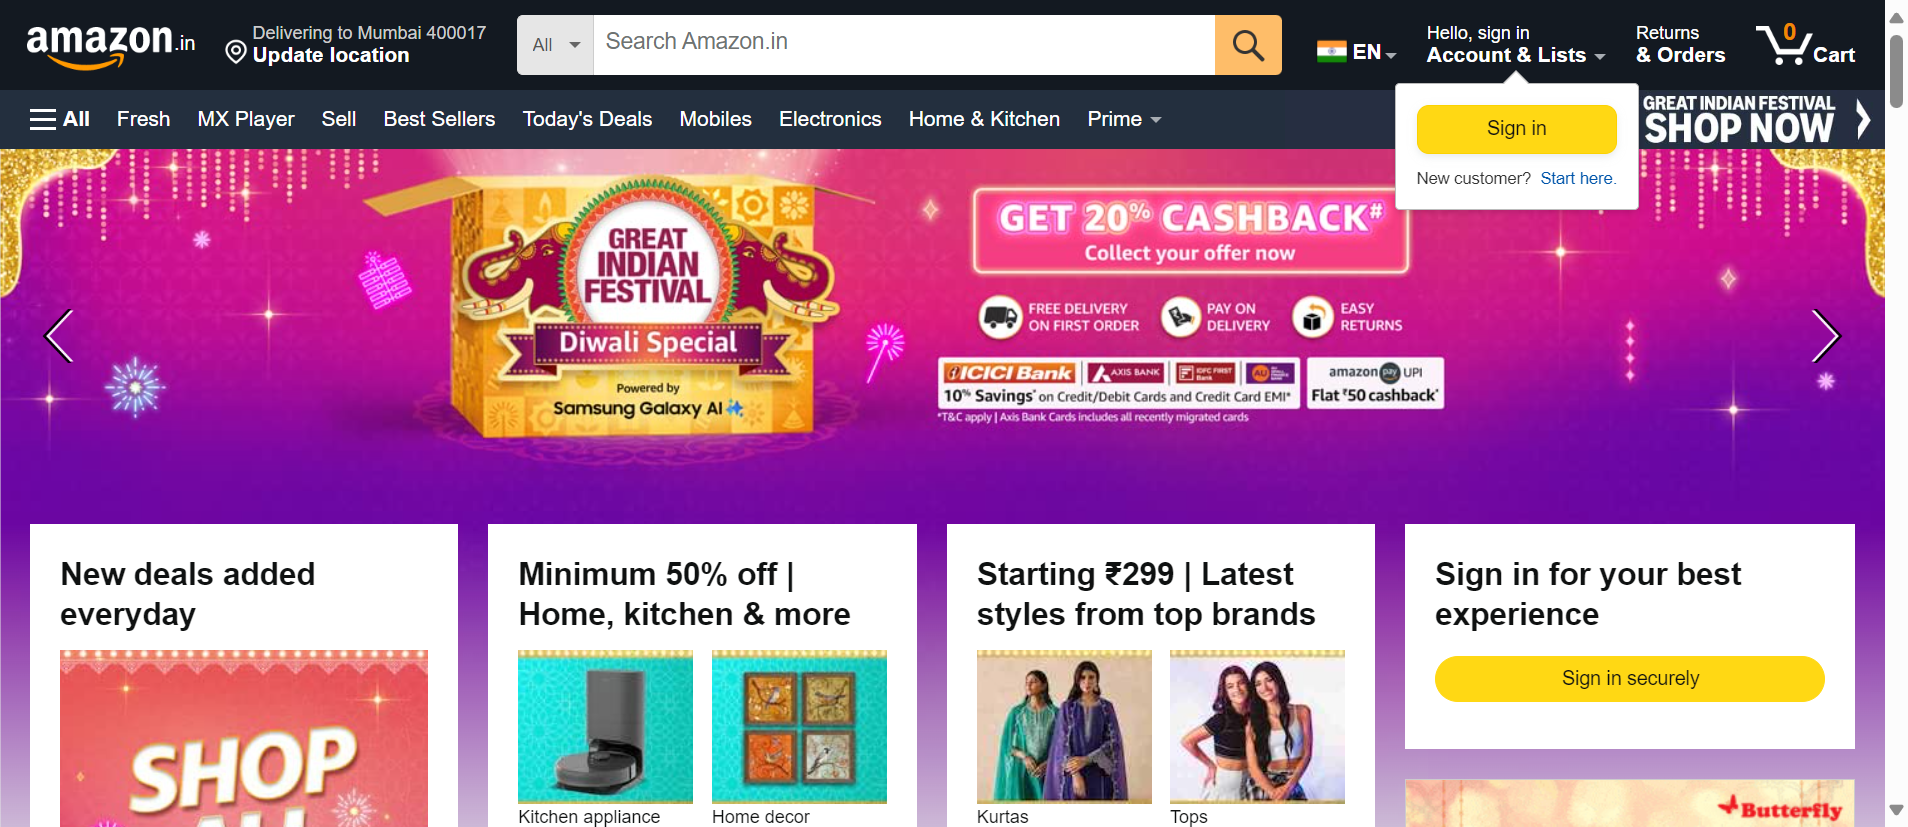 amazon.in
Delivering to Mumbai 400017
Update location
All
Search Amazon.in
EN
Hello, sign in
Account & Lists
Returns
& Orders
0
Cart
All
Fresh
MX Player
Sell
Best Sellers
Today's Deals
Mobiles
Electronics
Home & Kitchen
Prime
Sign in
New customer? Start here.
GREAT INDIAN FESTIVAL
SHOP NOW
GREAT
INDIAN
FESTIVAL
Diwali Special
Powered by
Samsung Galaxy AI
GET 20% CASHBACK#
Collect your offer now
FREE DELIVERY
ON FIRST ORDER
PAY ON
DELIVERY
EASY
RETURNS
ICICI Bank
AXIS BANK
IDFC FIRST
Bank
AU
10% Savings* on Credit/Debit Cards and Credit Card EMI*
amazon pay UPI
Flat ₹50 cashback*
*T&C apply | Axis Bank Cards includes all recently migrated cards
New deals added
everyday
SHOP
ALL
Minimum 50% off |
Home, kitchen & more
Kitchen appliance
Home decor
Starting ₹299 | Latest
styles from top brands
Kurtas
Tops
Sign in for your best
experience
Sign in securely
Butterfly